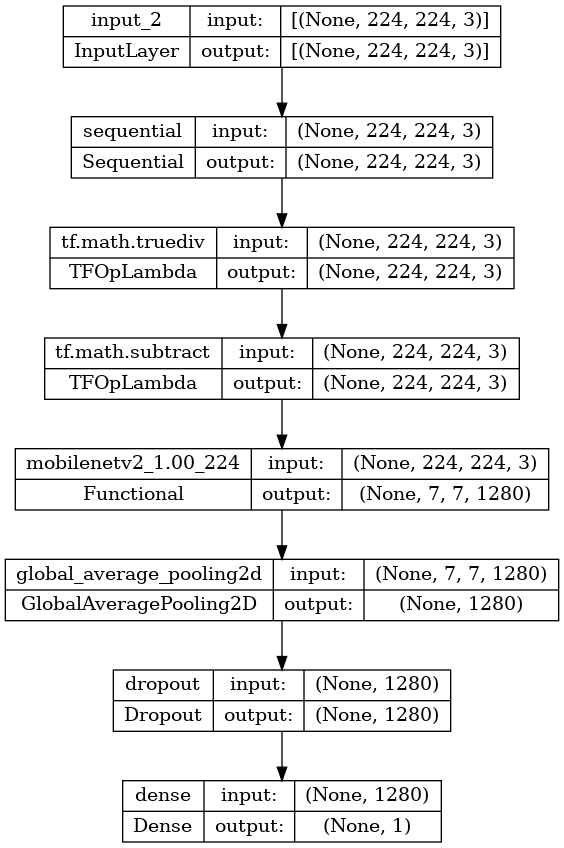 input_2 input: [(None, 224, 224, 3)]
InputLayer output: [(None, 224, 224, 3)]
sequential input: (None, 224, 224, 3)
Sequential output: (None, 224, 224, 3)
tf.math.truediv input: (None, 224, 224, 3)
TFOpLambda output: (None, 224, 224, 3)
tf.math.subtract input: (None, 224, 224, 3)
TFOpLambda output: (None, 224, 224, 3)
mobilenetv2_1.00_224 input: (None, 224, 224, 3)
Functional output: (None, 7, 7, 1280)
global_average_pooling2d input: (None, 7, 7, 1280)
GlobalAveragePooling2D output: (None, 1280)
dropout input: (None, 1280)
Dropout output: (None, 1280)
dense input: (None, 1280)
Dense output: (None, 1)